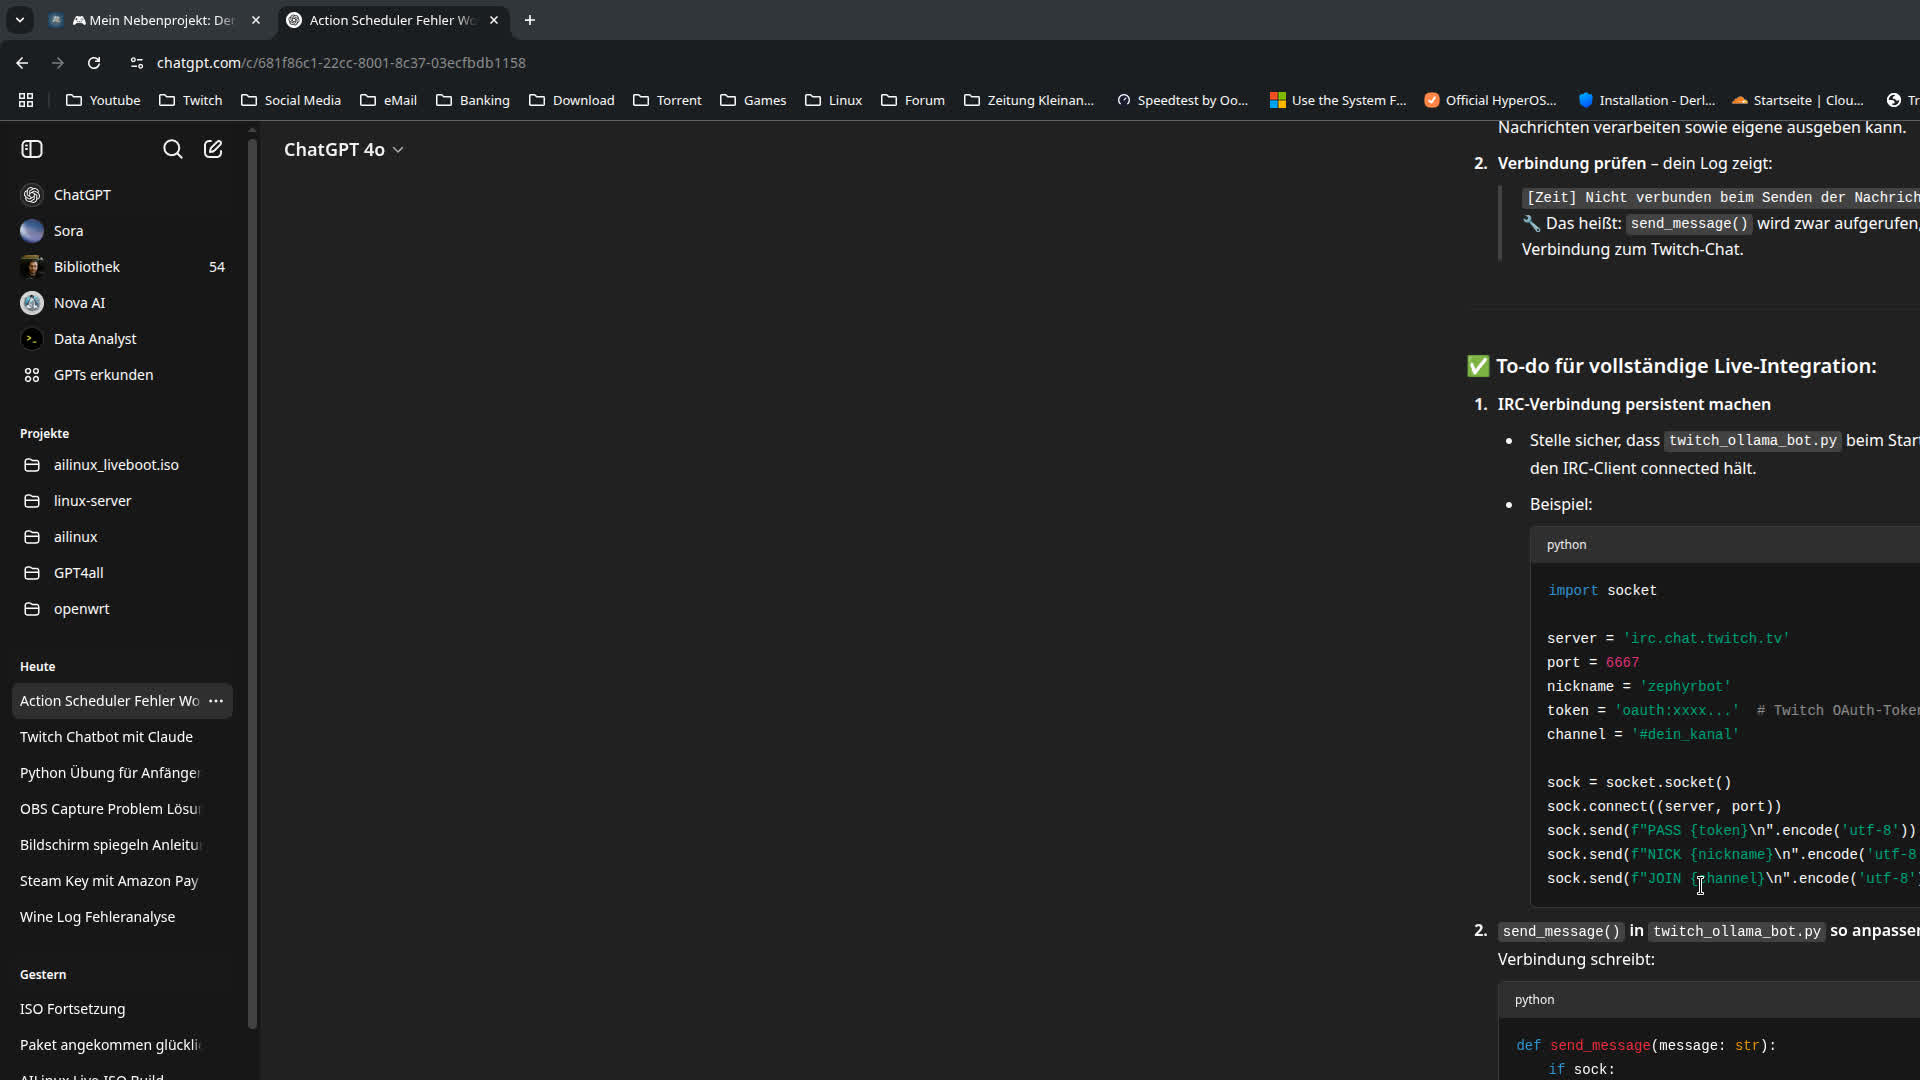 🎮 Mein Nebenprojekt: Der
Action Scheduler Fehler Wo
chatgpt.com/c/681f86c1-22cc-8001-8c37-03ecfbdb1158
Youtube
Twitch
Social Media
eMail
Banking
Download
Torrent
Games
Linux
Forum
Zeitung Kleinan...
Speedtest by Oo...
Use the System F...
Official HyperOS...
Installation - Derl...
Startseite | Clou...
Tr
ChatGPT
Sora
Bibliothek 54
Nova AI
Data Analyst
GPTs erkunden
Projekte
ailinux_liveboot.iso
linux-server
ailinux
GPT4all
openwrt
Heute
Action Scheduler Fehler Wo
Twitch Chatbot mit Claude
Python Übung für Anfänger
OBS Capture Problem Lösu
Bildschirm spiegeln Anleitu
Steam Key mit Amazon Pay
Wine Log Fehleranalyse
Gestern
ISO Fortsetzung
Paket angekommen glückli
AILinux Live ISO Build
ChatGPT 4o
Nachrichten verarbeiten sowie eigene ausgeben kann.
2. Verbindung prüfen – dein Log zeigt:
[Zeit] Nicht verbunden beim Senden der Nachrich
🔧 Das heißt: send_message() wird zwar aufgerufen,
Verbindung zum Twitch-Chat.
✅ To-do für vollständige Live-Integration:
1. IRC-Verbindung persistent machen
• Stelle sicher, dass twitch_ollama_bot.py beim Start
den IRC-Client connected hält.
• Beispiel:
python
import socket
server = 'irc.chat.twitch.tv'
port = 6667
nickname = 'zephyrbot'
token = 'oauth:xxxx...'  # Twitch OAuth-Token
channel = '#dein_kanal'
sock = socket.socket()
sock.connect((server, port))
sock.send(f"PASS {token}\n".encode('utf-8'))
sock.send(f"NICK {nickname}\n".encode('utf-8
sock.send(f"JOIN {channel}\n".encode('utf-8')
2. send_message() in twitch_ollama_bot.py so anpassen
Verbindung schreibt:
python
def send_message(message: str):
if sock: